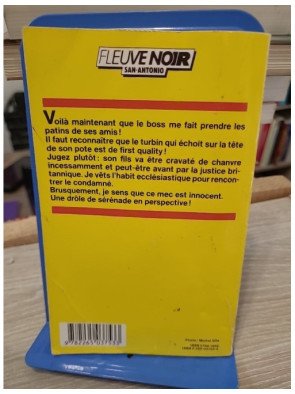 FLEUVE NOIR
SAN-ANTONIO
Voilà maintenant que le boss me fait prendre les
patins de ses amis!
Il faut reconnaître que le turbin qui échoit sur la tête
de son pote est de first quality!
Jugez plutôt: son fils va être cravaté de chanvre
incessamment et peut-être avant par la justice bri-
tannique. Je vêts l'habit ecclésiastique pour rencon-
trer le condamné.
Brusquement, je sens que ce mec est innocent.
Une drôle de sérénade en perspective!